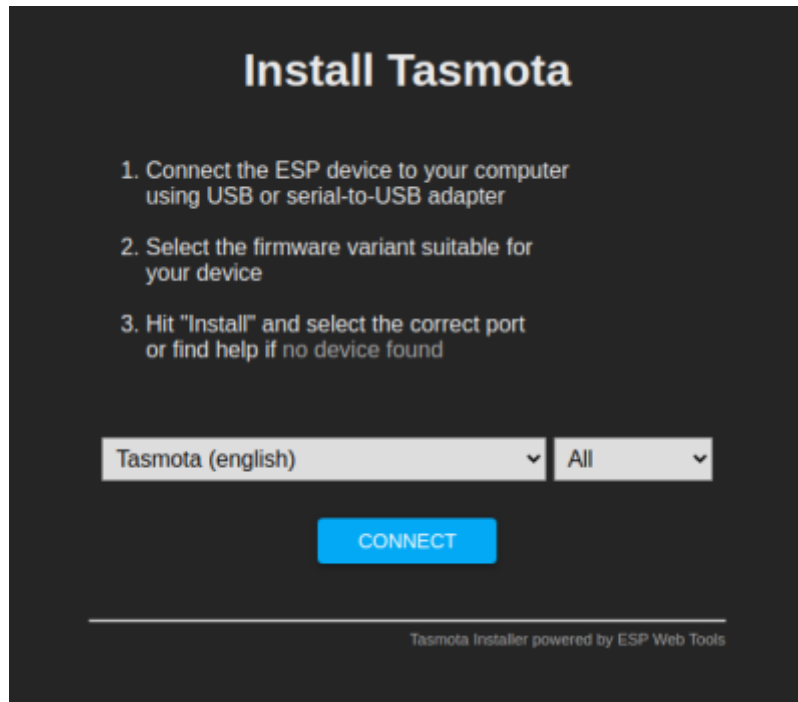 Install Tasmota
1. Connect the ESP device to your computer
using USB or serial-to-USB adapter
2. Select the firmware variant suitable for
your device
3. Hit "Install" and select the correct port
or find help if no device found
Tasmota (english) All
CONNECT
Tasmota Installer powered by ESP Web Tools